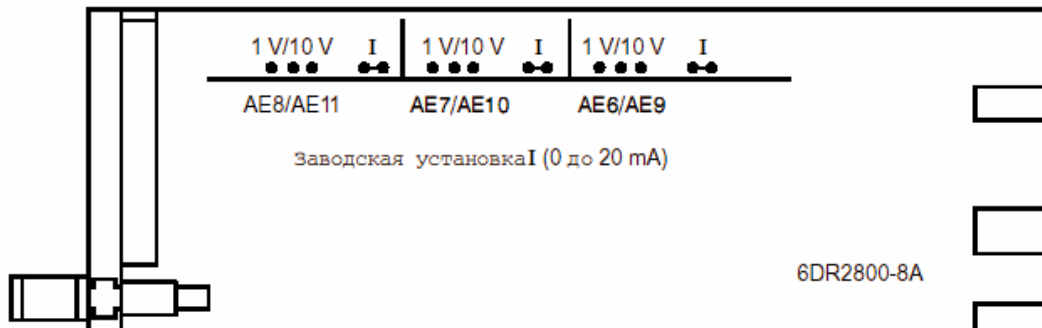 1 V/10 V I 1 V/10 V I 1 V/10 V I
AE8/AE11 AE7/AE10 AE6/AE9
Заводская установкаI (0 до 20 mA)
6DR2800-8A